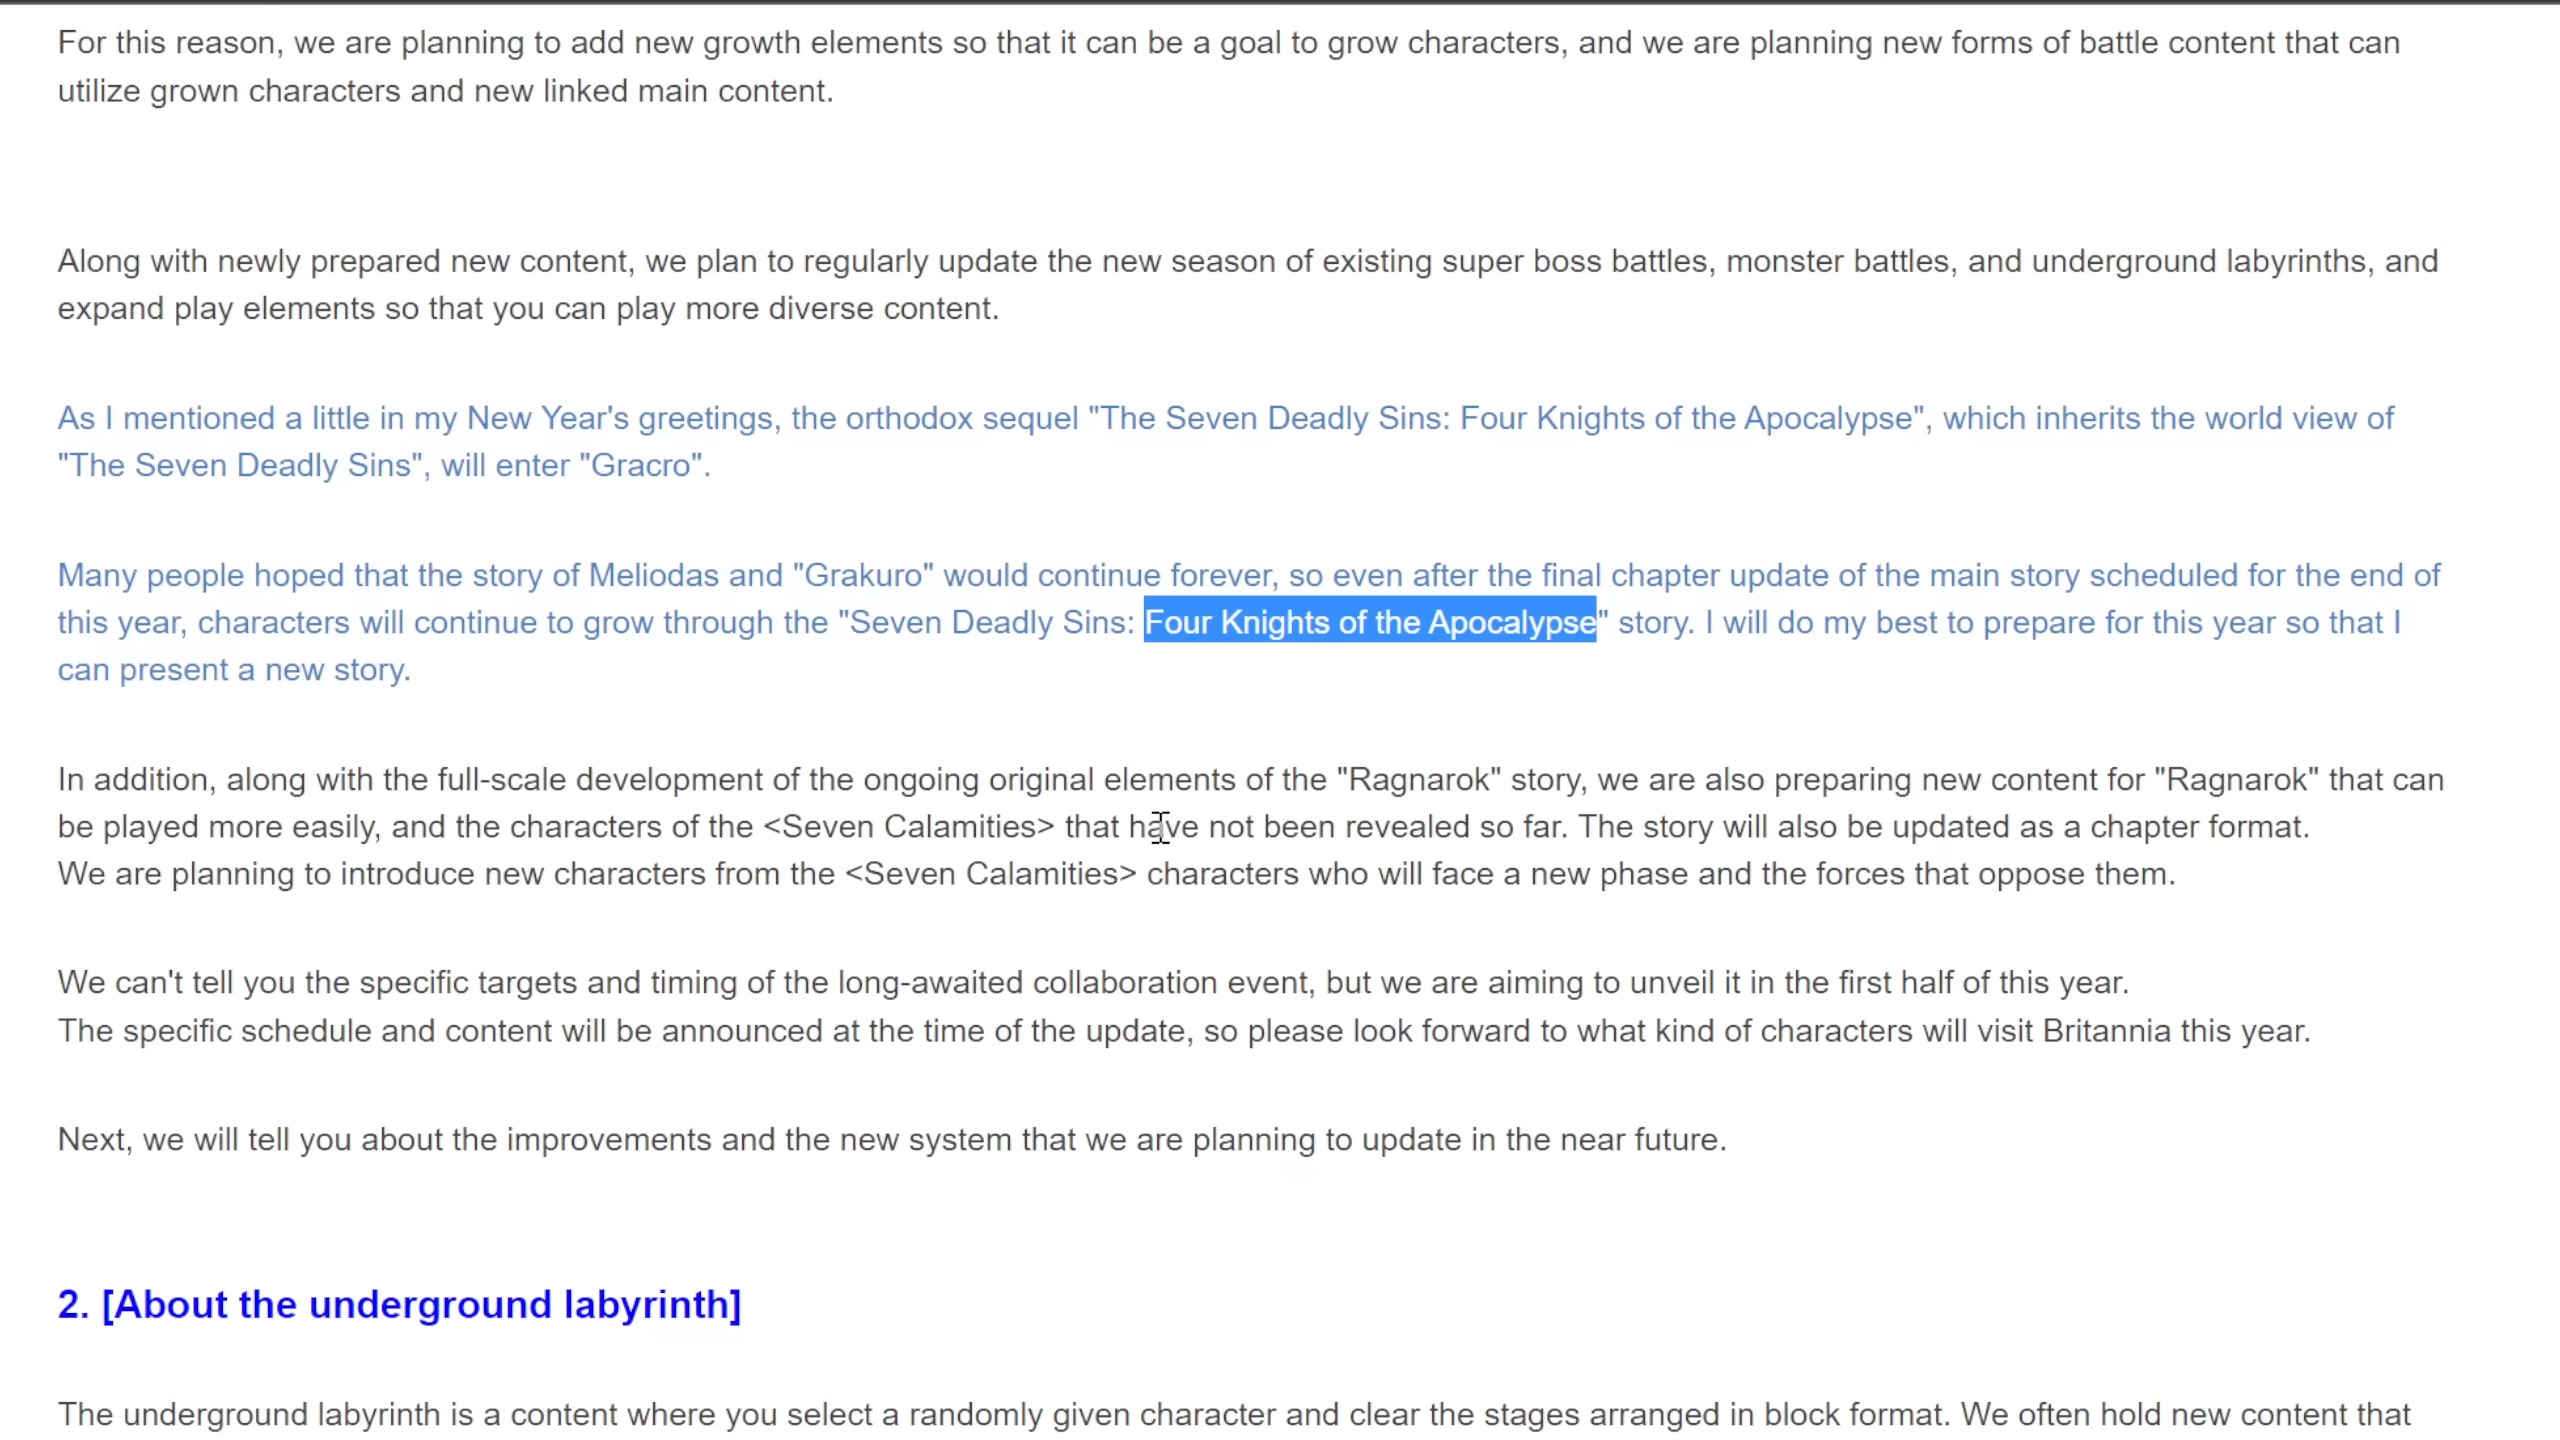 For this reason, we are planning to add new growth elements so that it can be a goal to grow characters, and we are planning new forms of battle content that can
utilize grown characters and new linked main content.
Along with newly prepared new content, we plan to regularly update the new season of existing super boss battles, monster battles, and underground labyrinths, and
expand play elements so that you can play more diverse content.
As I mentioned a little in my New Year's greetings, the orthodox sequel "The Seven Deadly Sins: Four Knights of the Apocalypse", which inherits the world view of
"The Seven Deadly Sins", will enter "Gracro".
Many people hoped that the story of Meliodas and "Grakuro" would continue forever, so even after the final chapter update of the main story scheduled for the end of
this year, characters will continue to grow through the "Seven Deadly Sins: Four Knights of the Apocalypse" story. I will do my best to prepare for this year so that I
can present a new story.
In addition, along with the full-scale development of the ongoing original elements of the "Ragnarok" story, we are also preparing new content for "Ragnarok" that can
be played more easily, and the characters of the <Seven Calamities> that have not been revealed so far. The story will also be updated as a chapter format.
We are planning to introduce new characters from the <Seven Calamities> characters who will face a new phase and the forces that oppose them.
We can't tell you the specific targets and timing of the long-awaited collaboration event, but we are aiming to unveil it in the first half of this year.
The specific schedule and content will be announced at the time of the update, so please look forward to what kind of characters will visit Britannia this year.
Next, we will tell you about the improvements and the new system that we are planning to update in the near future.
2. [About the underground labyrinth]
The underground labyrinth is a content where you select a randomly given character and clear the stages arranged in block format. We often hold new content that